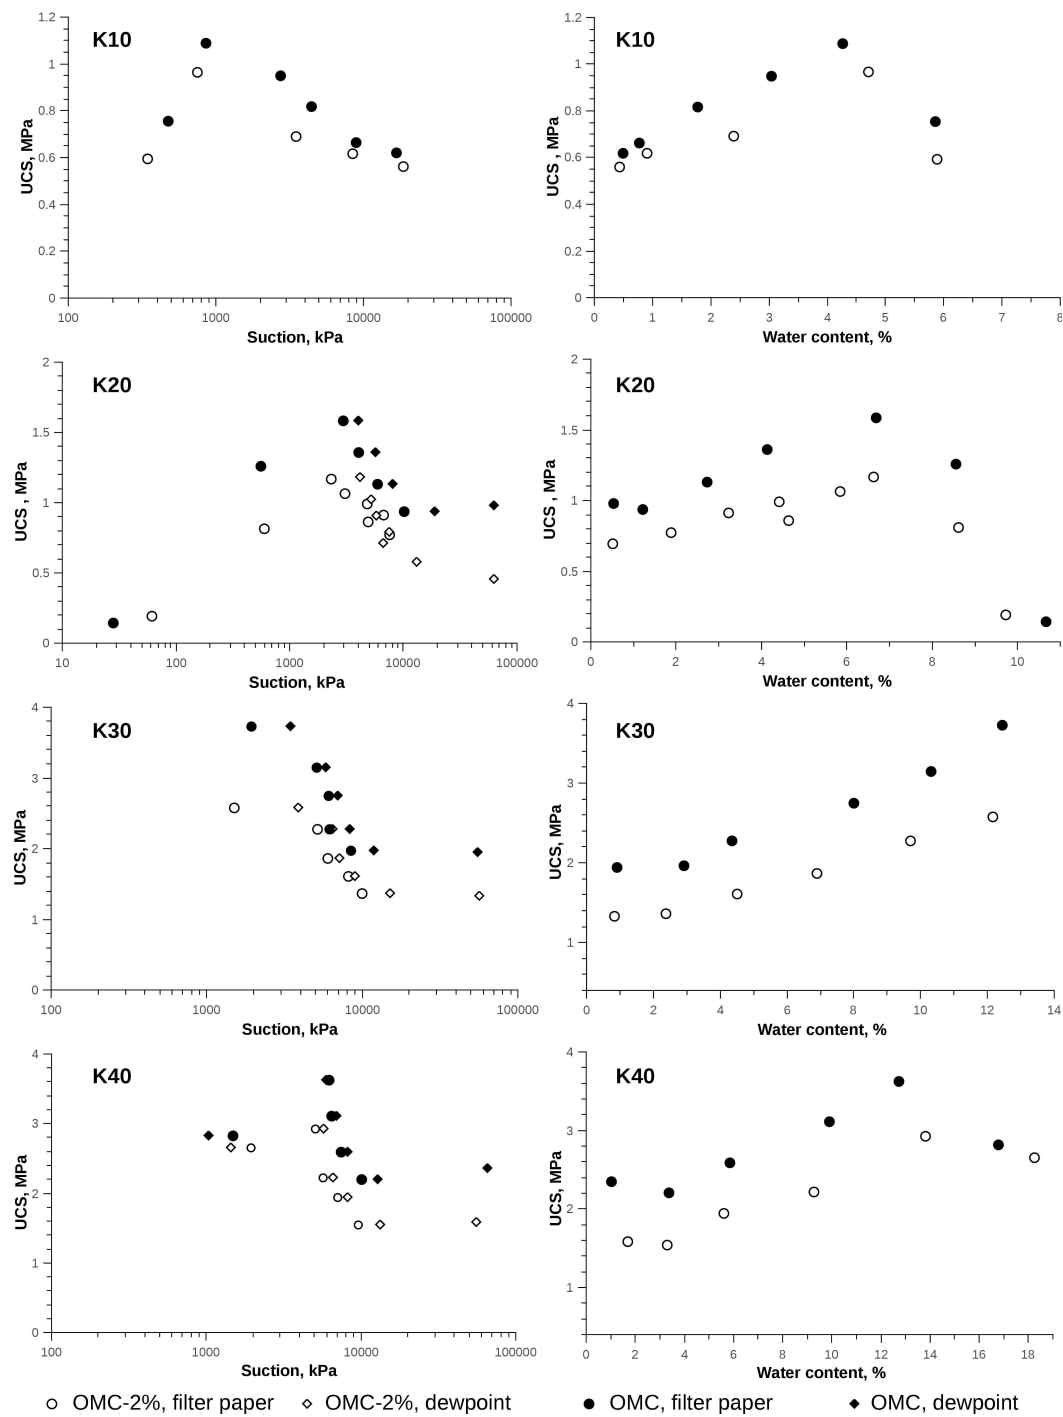 K10
UCS, MPa
1.2
1
0.8
0.6
0.4
0.2
0
100 1000 10000 100000
Suction, kPa
K10
UCS , MPa
1.2
1
0.8
0.6
0.4
0.2
0
0 1 2 3 4 5 6 7 8
Water content, %
K20
UCS , MPa
2
1.5
1
0.5
0
10 100 1000 10000 100000
Suction, kPa
K20
UCS , MPa
2
1.5
1
0.5
0
0 2 4 6 8 10
Water content, %
K30
UCS, MPa
4
3
2
1
0
100 1000 10000 100000
Suction, kPa
K30
UCS, MPa
4
3
2
1
0 2 4 6 8 10 12 14
Water content, %
K40
UCS, MPa
4
3
2
1
0
100 1000 10000 100000
Suction, kPa
K40
UCS, MPa
4
3
2
1
0 2 4 6 8 10 12 14 16 18
Water content, %
OMC-2%, filter paper OMC-2%, dewpoint OMC, filter paper OMC, dewpoint